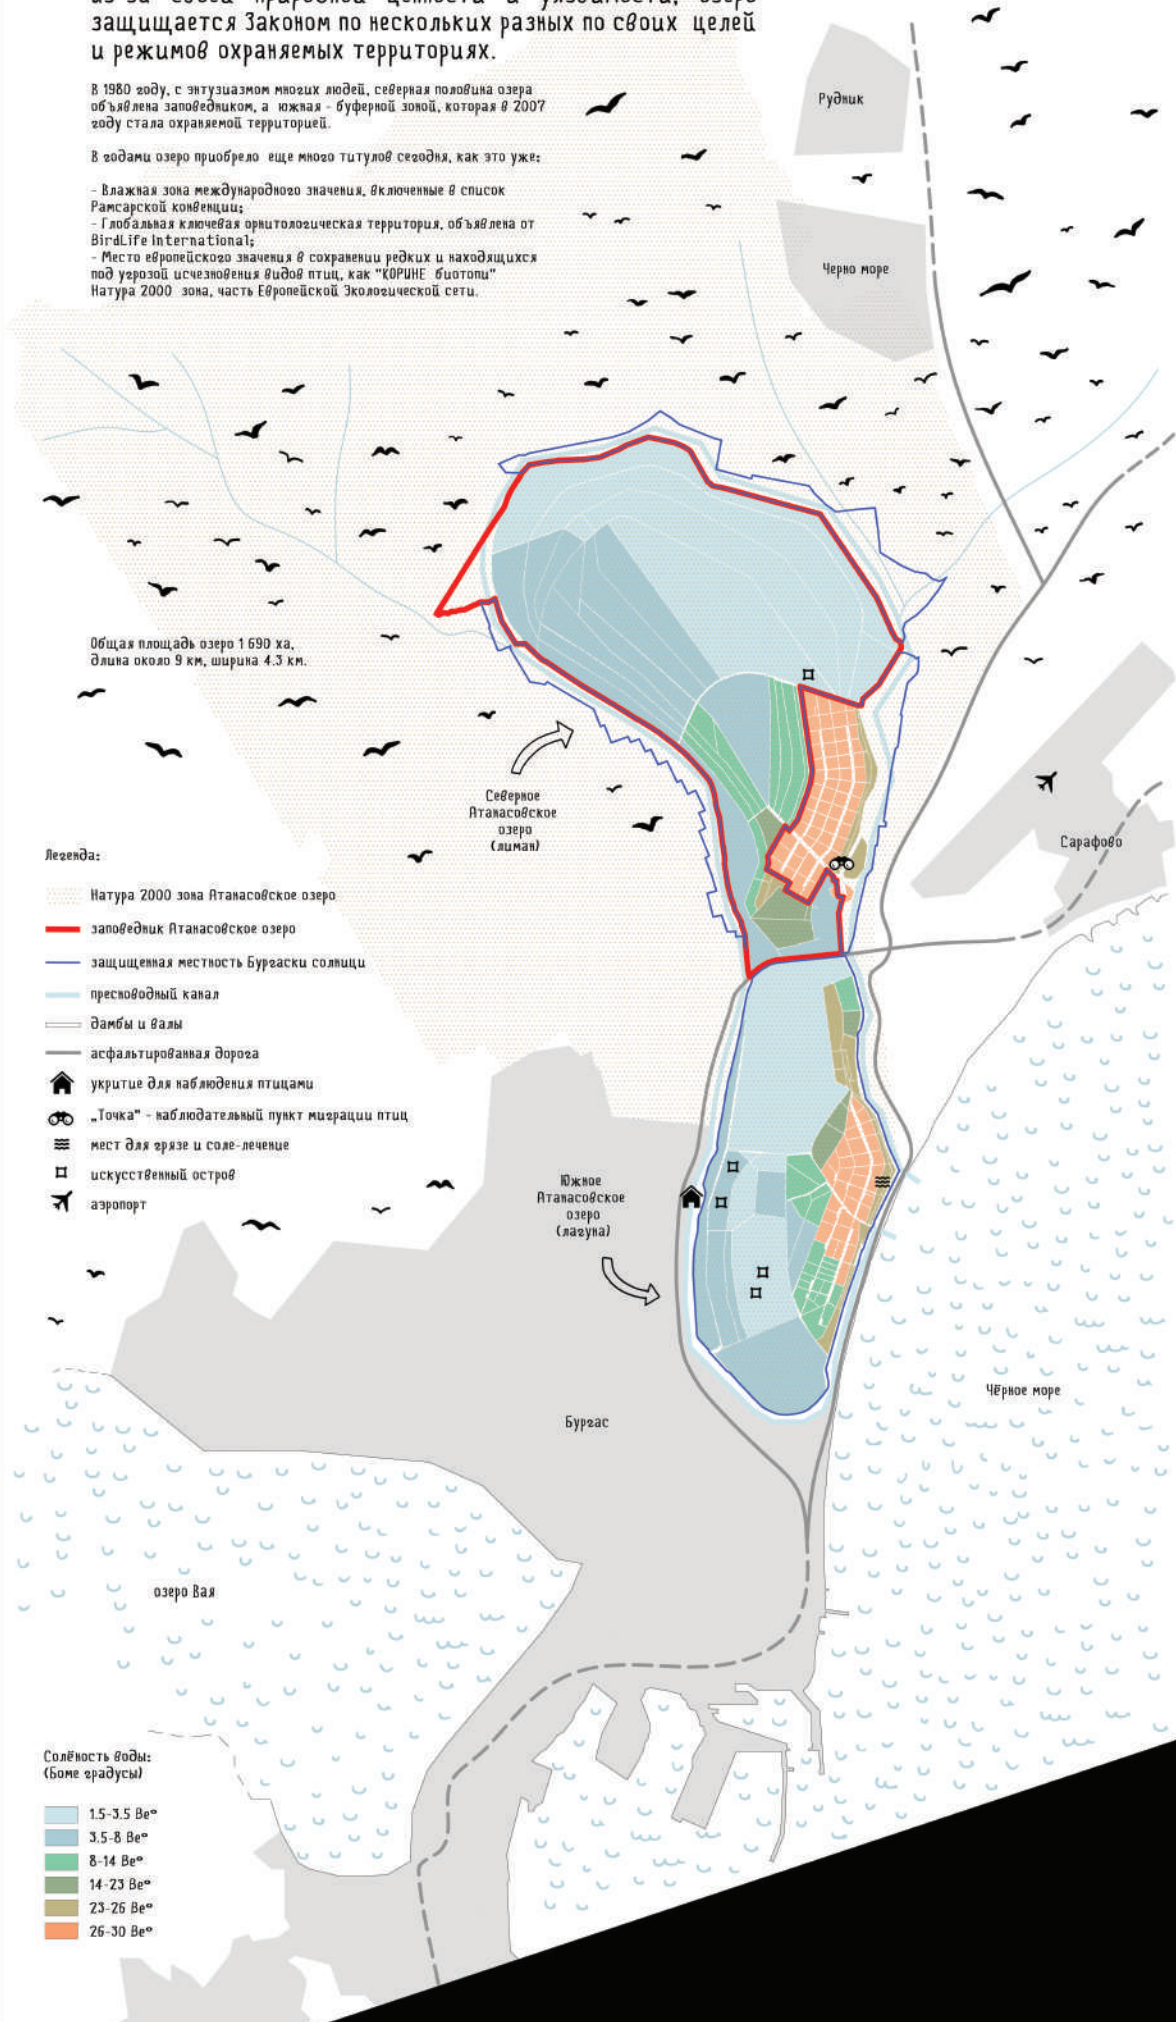 из-за своей природной ценности и уязвимости, озеро
защищается Законом по нескольких разных по своих целей
и режимов охраняемых территориях.
В 1980 году, с энтузиазмом многих людей, северная половина озера
объявлена заповедником, а южная - буферной зоной, которая в 2007
году стала охраняемой территорией.
В годами озеро приобрело еще много титулов сегодня, как это уже:
- Влажная зона международного значения, включенные в список
Рамсарской конвенции;
- Глобальная ключевая орнитологическая территория, объявлена от
BirdLife International;
- Место европейского значения в сохранении редких и находящихся
под угрозой исчезновения видов птиц, как "КОРИНЕ биотопи"
Натура 2000 зона, часть Европейской Экологической сети.
Рудник
Черно море
Общая площадь озеро 1 690 ха,
длина около 9 км, ширина 4.3 км.
Северное
Атанасовское
озеро
(лиман)
Сарафово
Легенда:
Натура 2000 зона Атанасовское озеро
заповедник Атанасовское озеро
защищенная местность Бургаски солници
пресноводный канал
дамбы и валы
асфальтированная дорога
укритие для наблюдения птицами
„Точка" - наблюдательный пункт миграции птиц
мест для грязе и соле-лечение
искусственный остров
аэропорт
Южное
Атанасовское
озеро
(лагуна)
Чёрное море
Бургас
озеро Вая
Солёность воды:
(Боме градусы)
1.5-3.5 Be°
3.5-8 Be°
8-14 Be°
14-23 Be°
23-26 Be°
26-30 Be°